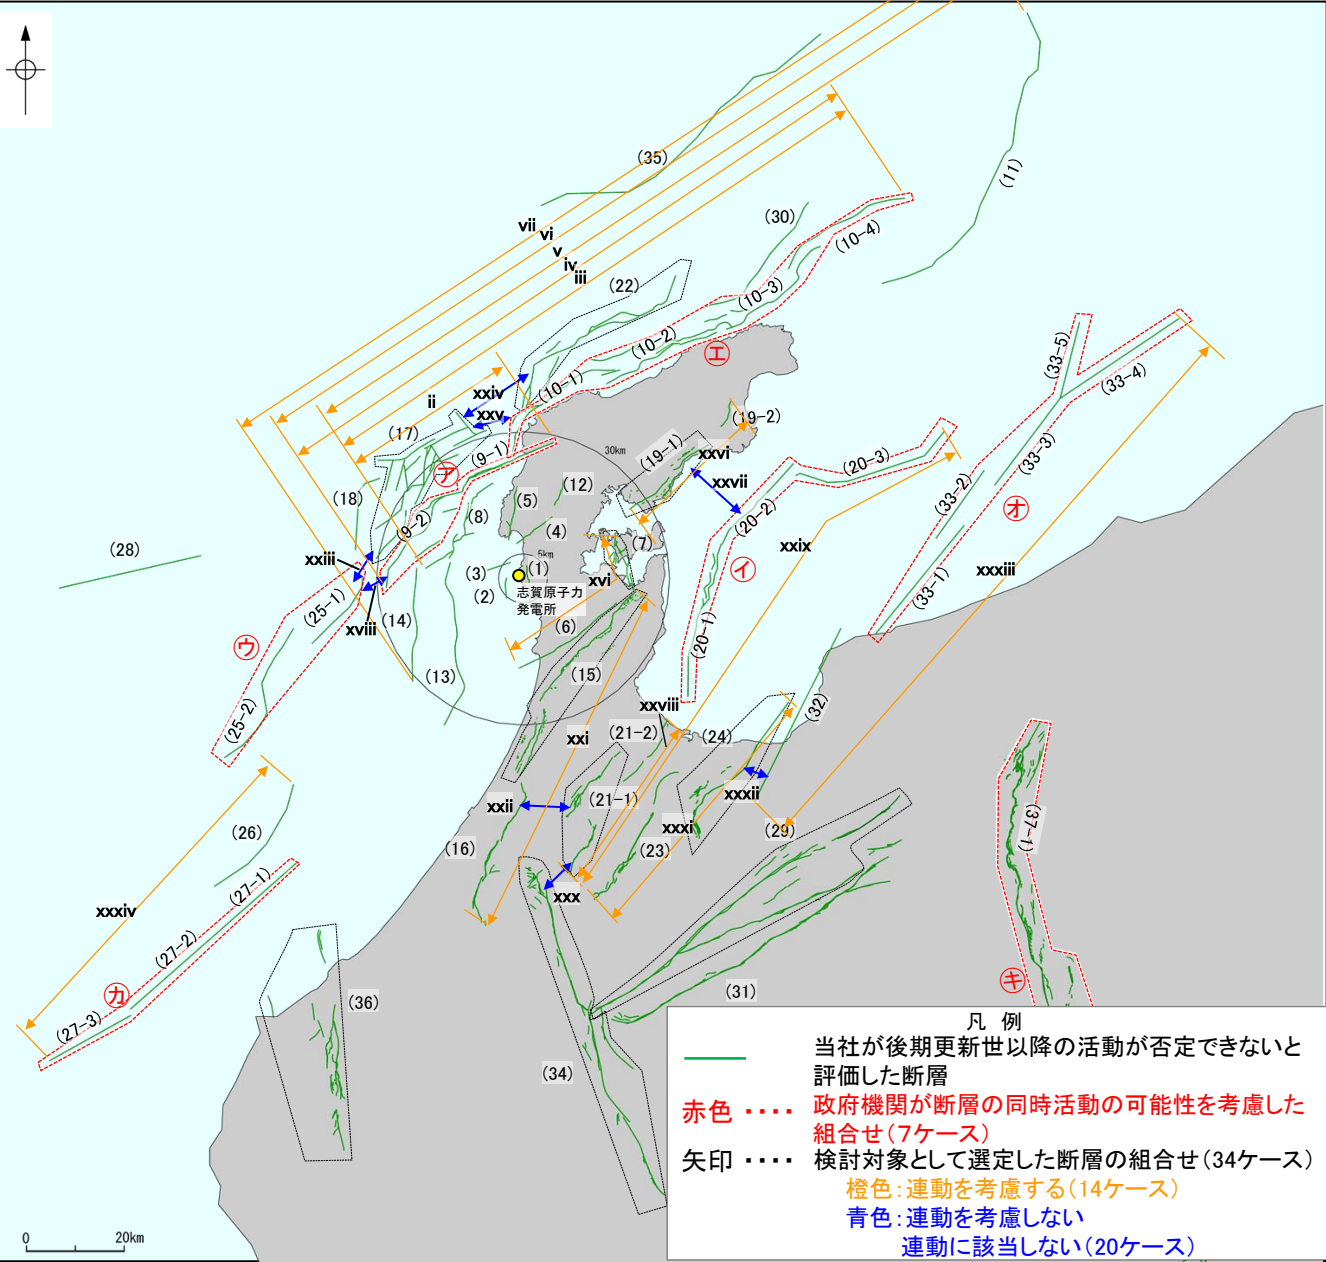 (35)
(11)
(30)
vii
vi
v
iv
iii
(10-4)
(22)
(10-3)
(10-2)
エ
(33-5)
(33-4)
xxiv
(10-1)
ii
xxv
(19-2)
(17)
30km
(9-1)
(19-1)
xxvi
(20-3)
(33-3)
ア
xxvii
(33-2)
(18)
(12)
(5)
(8)
(9-2)
(20-2)
オ
(4)
(7)
xxix
(28)
5km
xxiii
(1)
イ
xxxiii
(3)
xvi
(33-1)
(2)
志賀原子力
発電所
(25-1)
(14)
xviii
(6)
(20-1)
ウ
(13)
(15)
xxviii
(32)
(25-2)
xxi
(21-2)
(24)
xxxii
(21-1)
xxii
xxxi
(29)
(26)
(16)
(23)
(37-1)
(27-1)
xxx
xxxiv
(27-2)
カ
キ
(36)
(31)
(27-3)
(34)
凡 例
当社が後期更新世以降の活動が否定できないと
評価した断層
赤色 ････ 政府機関が断層の同時活動の可能性を考慮した
組合せ(7ケース)
矢印 ････ 検討対象として選定した断層の組合せ(34ケース)
橙色:連動を考慮する(14ケース)
青色:連動を考慮しない
連動に該当しない(20ケース)
0 20km